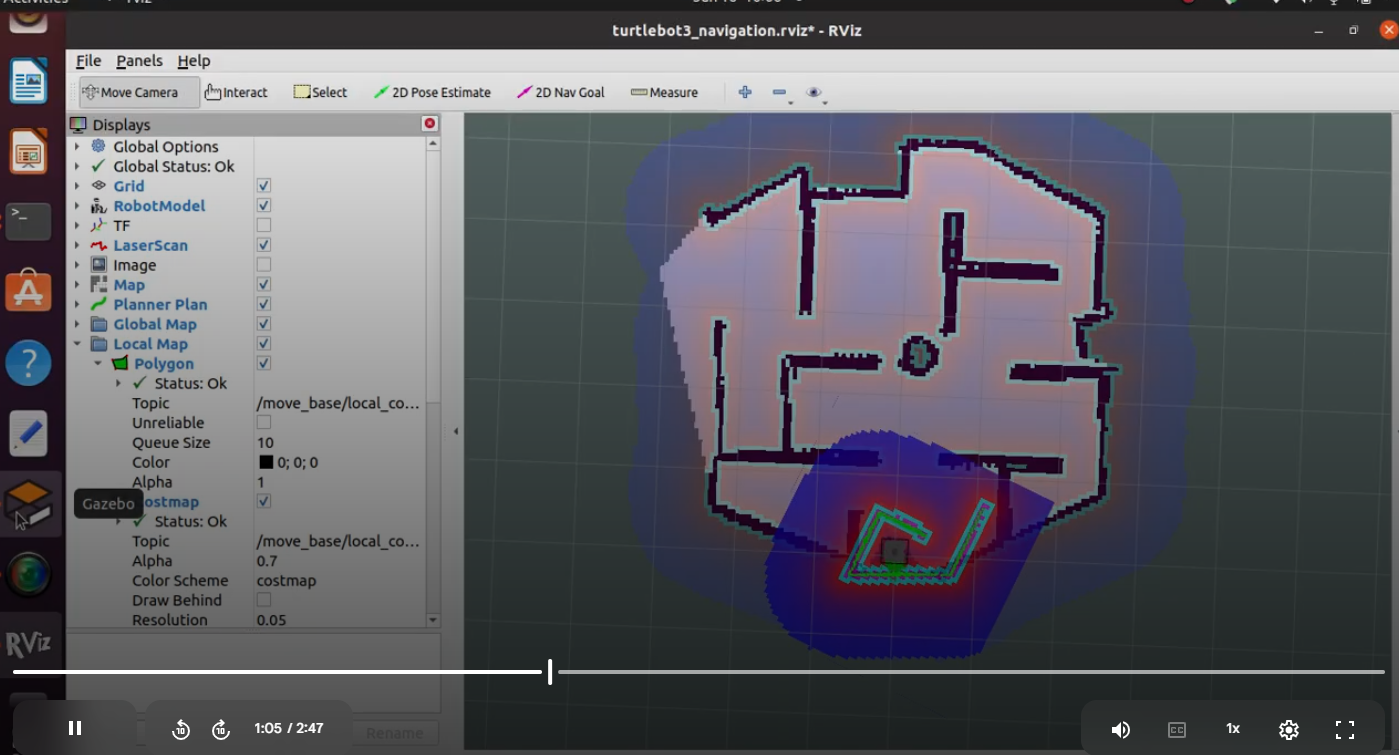 turtlebot3_navigation.rviz* - RViz
File Panels Help
Move Camera Interact Select 2D Pose Estimate 2D Nav Goal Measure
Displays
Global Options
Global Status: Ok
Grid
RobotModel
TF
LaserScan
Image
Map
Planner Plan
Global Map
Local Map
Polygon
Status: Ok
Topic /move_base/local_co...
Unreliable
Queue Size 10
Color 0; 0; 0
Alpha 1
Gazebo ostmap
Status: Ok
Topic /move_base/local_co...
Alpha 0.7
Color Scheme costmap
Draw Behind
Resolution 0.05
RViz
10 10 1:05 / 2:47 Rename CC 1x